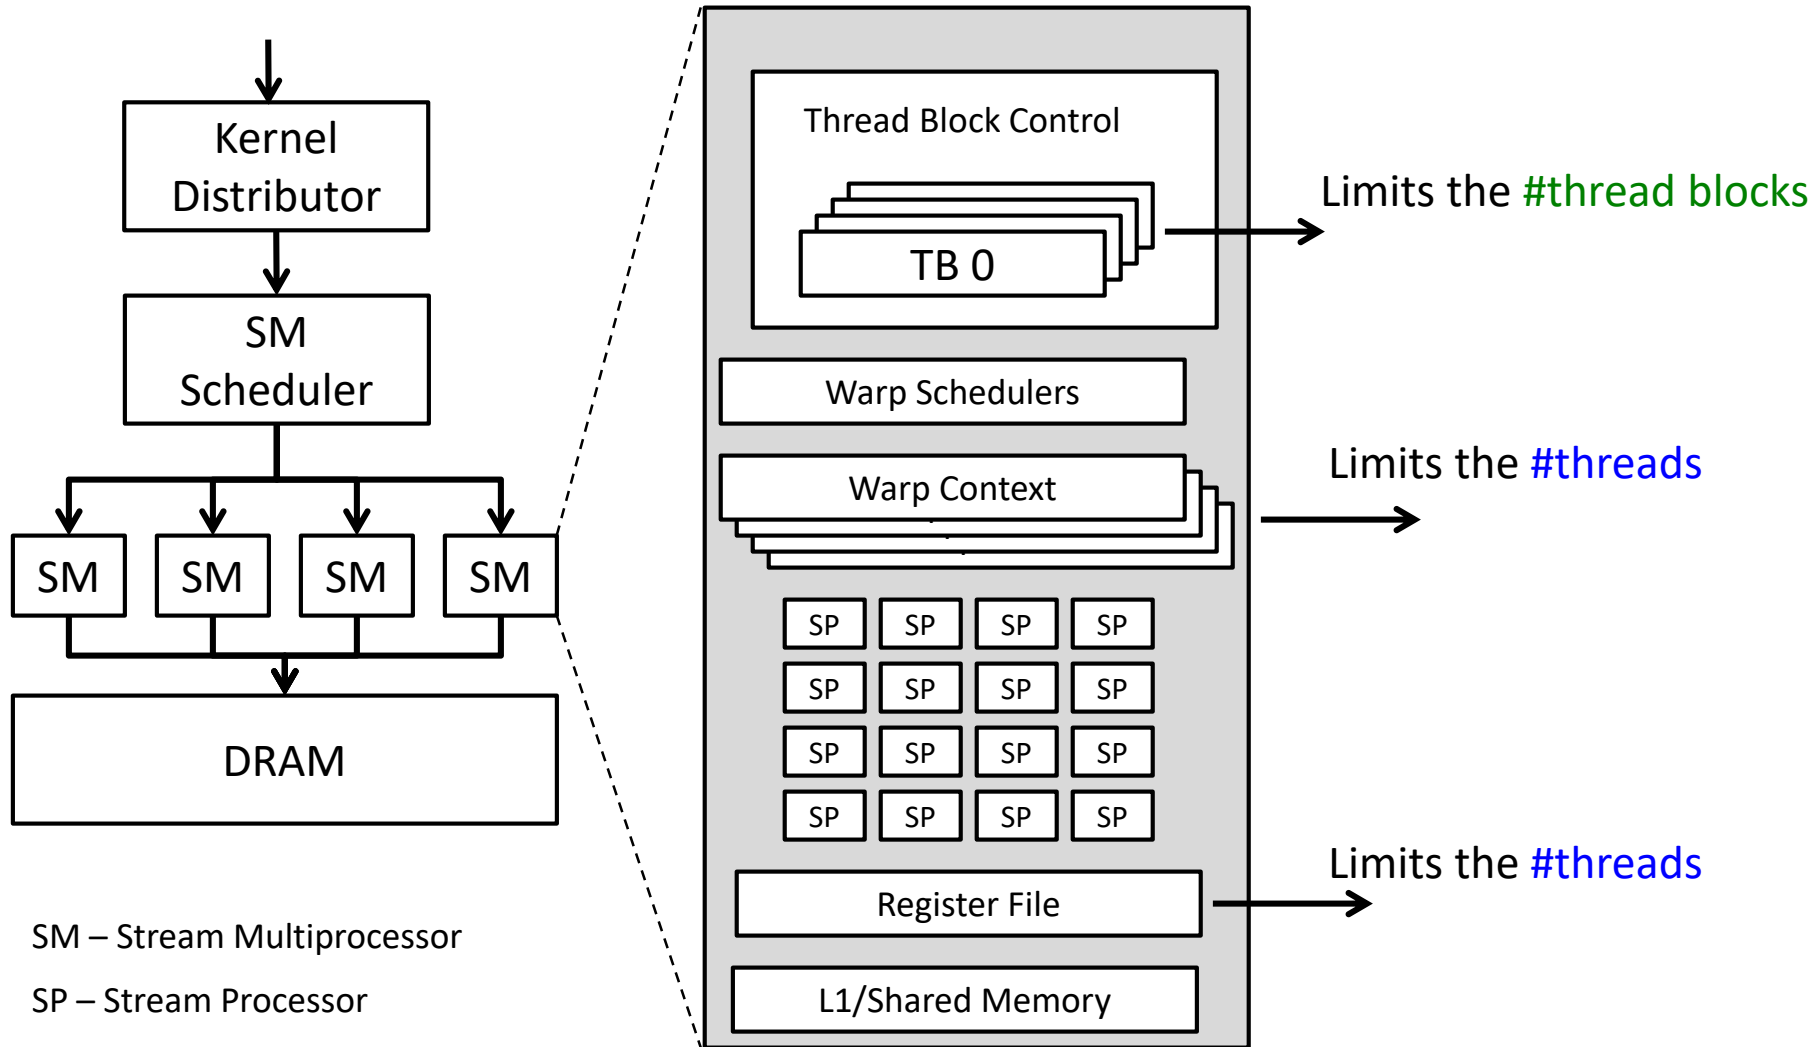 Kernel
Distributor
SM
Scheduler
SM SM SM SM
DRAM
SM – Stream Multiprocessor
SP – Stream Processor
Thread Block Control
TB 0
Limits the #thread blocks
Warp Schedulers
Warp Context
Limits the #threads
SP SP SP SP
SP SP SP SP
SP SP SP SP
SP SP SP SP
Register File
Limits the #threads
L1/Shared Memory